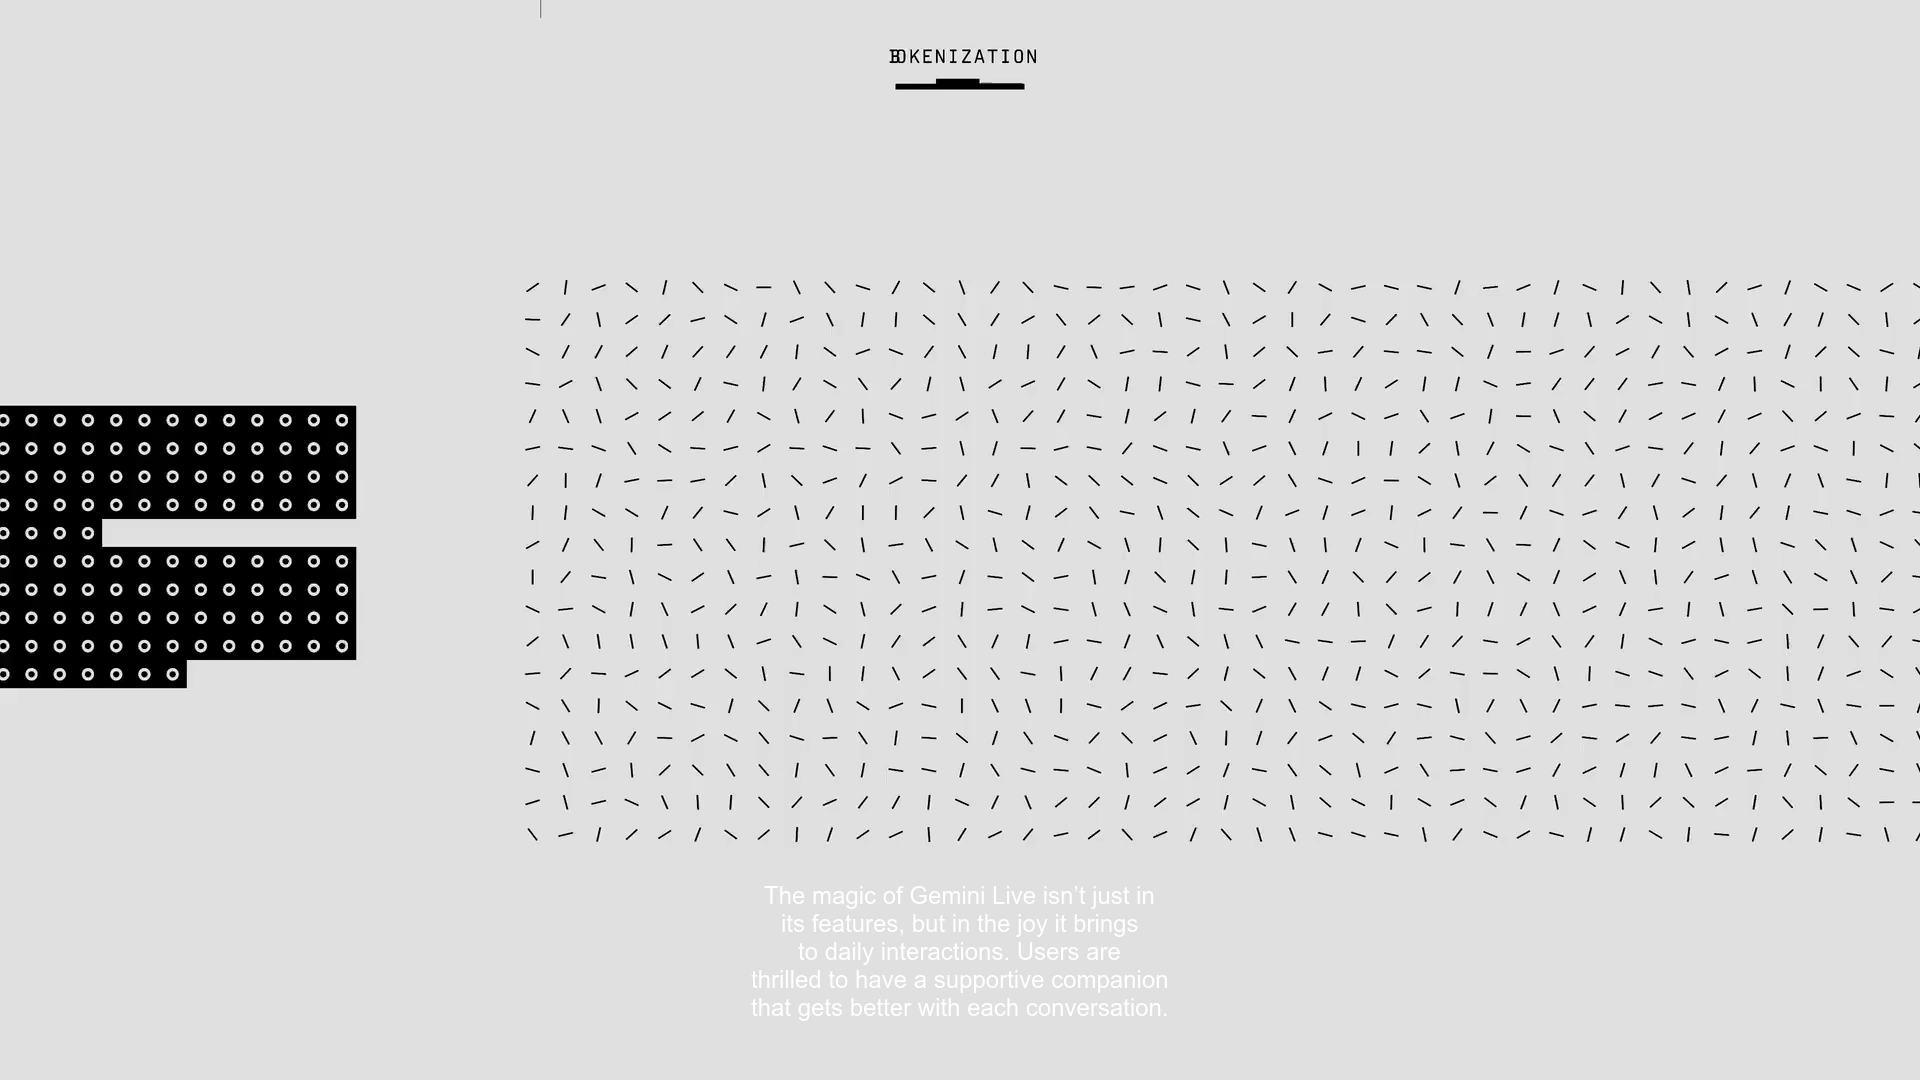 TOKENIZATION
The magic of Gemini Live isn’t just in
its features, but in the joy it brings
to daily interactions. Users are
thrilled to have a supportive companion
that gets better with each conversation.